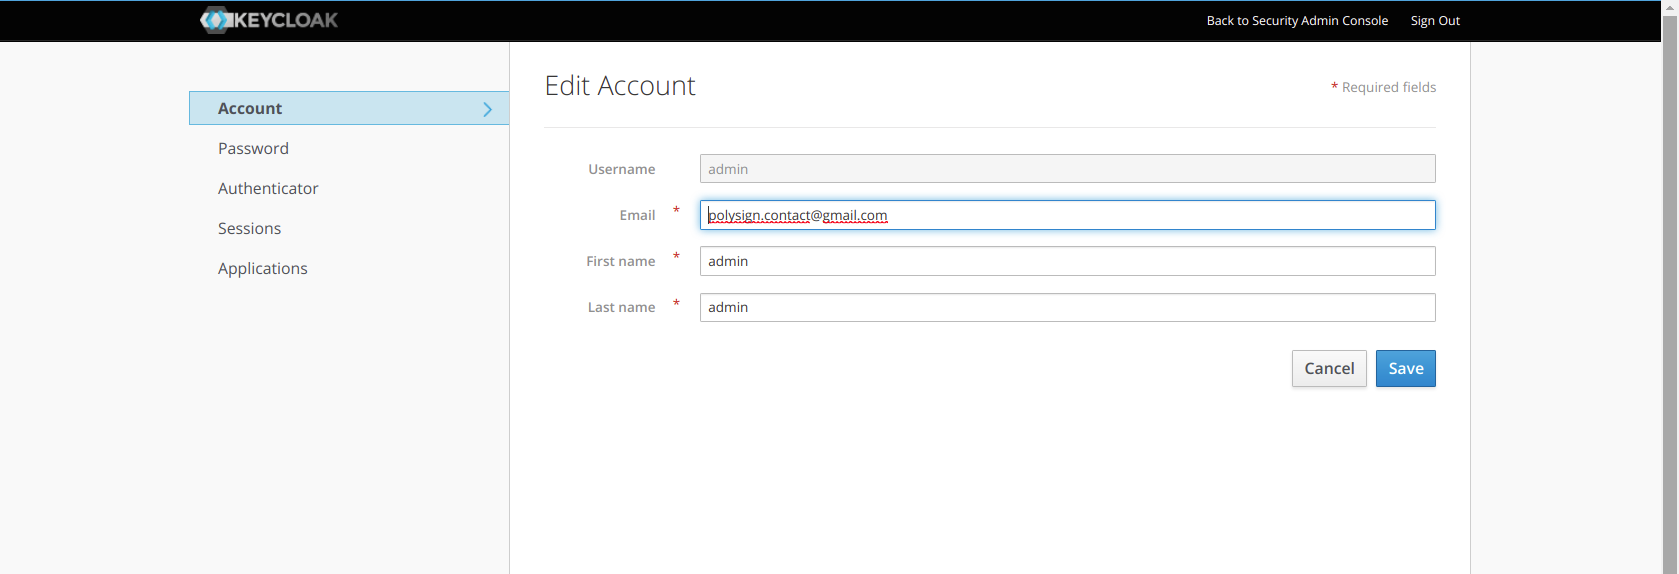 KEYCLOAK
Back to Security Admin Console Sign Out
Account
Password
Authenticator
Sessions
Applications
Edit Account
* Required fields
Username admin
Email * polysign.contact@gmail.com
First name * admin
Last name * admin
Cancel Save